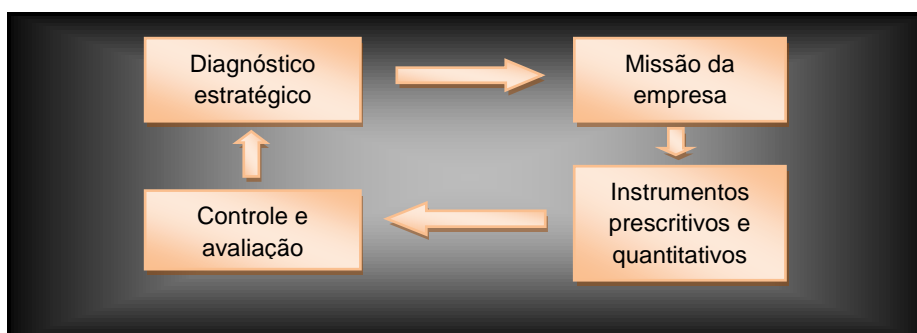 Diagnóstico
estratégico
Missão da
empresa
Controle e
avaliação
Instrumentos
prescritivos e
quantitativos